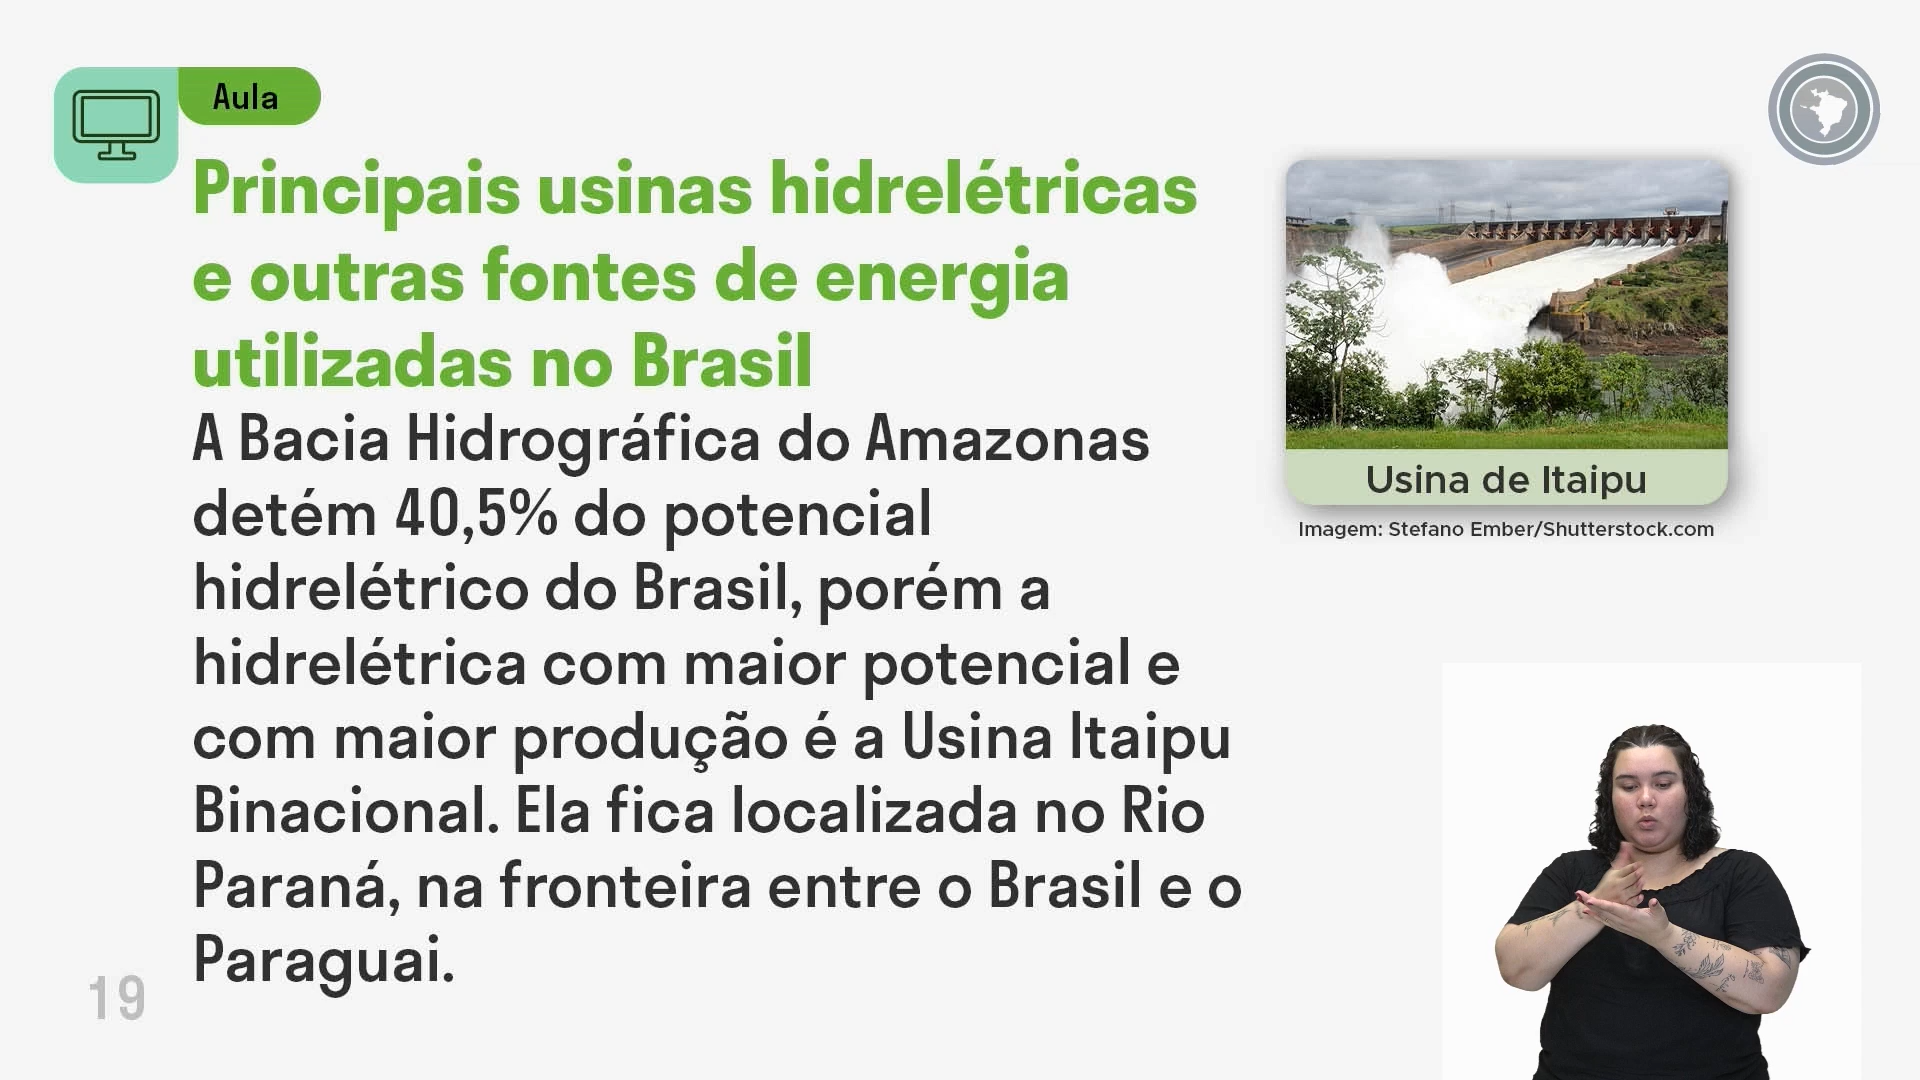 Aula
Principais usinas hidrelétricas
e outras fontes de energia
utilizadas no Brasil
A Bacia Hidrográfica do Amazonas
detém 40,5% do potencial
hidrelétrico do Brasil, porém a
hidrelétrica com maior potencial e
com maior produção é a Usina Itaipu
Binacional. Ela fica localizada no Rio
Paraná, na fronteira entre o Brasil e o
Paraguai.
Usina de Itaipu
Imagem: Stefano Ember/Shutterstock.com
19